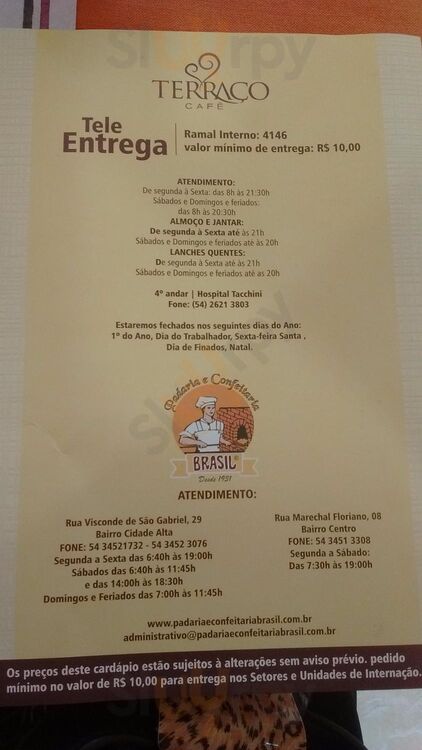 TERRAÇO
CAFÉ
Tele
Entrega
Ramal Interno: 4146
valor mínimo de entrega: R$ 10,00
ATENDIMENTO:
De segunda à Sexta: das 8h às 21:30h
Sábados e Domingos e feriados:
das 8h às 20:30h
ALMOÇO E JANTAR:
De segunda à Sexta até às 21h
Sábados e Domingos e feriados até às 20h
LANCHES QUENTES:
De segunda à Sexta até às 21h
Sábados e Domingos e feriados até as 20h
4º andar | Hospital Tacchini
Fone: (54) 2621 3803
Estaremos fechados nos seguintes dias do Ano:
1º do Ano, Dia do Trabalhador, Sexta-feira Santa ,
Dia de Finados, Natal.
Padaria e Confeitaria
BRASIL®
Desde 1951
ATENDIMENTO:
Rua Visconde de São Gabriel, 29
Bairro Cidade Alta
FONE: 54 34521732 - 54 3452 3076
Segunda a Sexta das 6:40h às 19:00h
Sábados das 6:40h às 11:45h
e das 14:00h às 18:30h
Domingos e Feriados das 7:00h às 11:45h
Rua Marechal Floriano, 08
Bairro Centro
FONE: 54 3451 3308
Segunda a Sábado:
Das 7:30h às 19:00h
www.padariaeconfeitariabrasil.com.br
administrativo@padariaeconfeitariabrasil.com.br
Os preços deste cardápio estão sujeitos à alterações sem aviso prévio. pedido
mínimo no valor de R$ 10,00 para entrega nos Setores e Unidades de Internação.